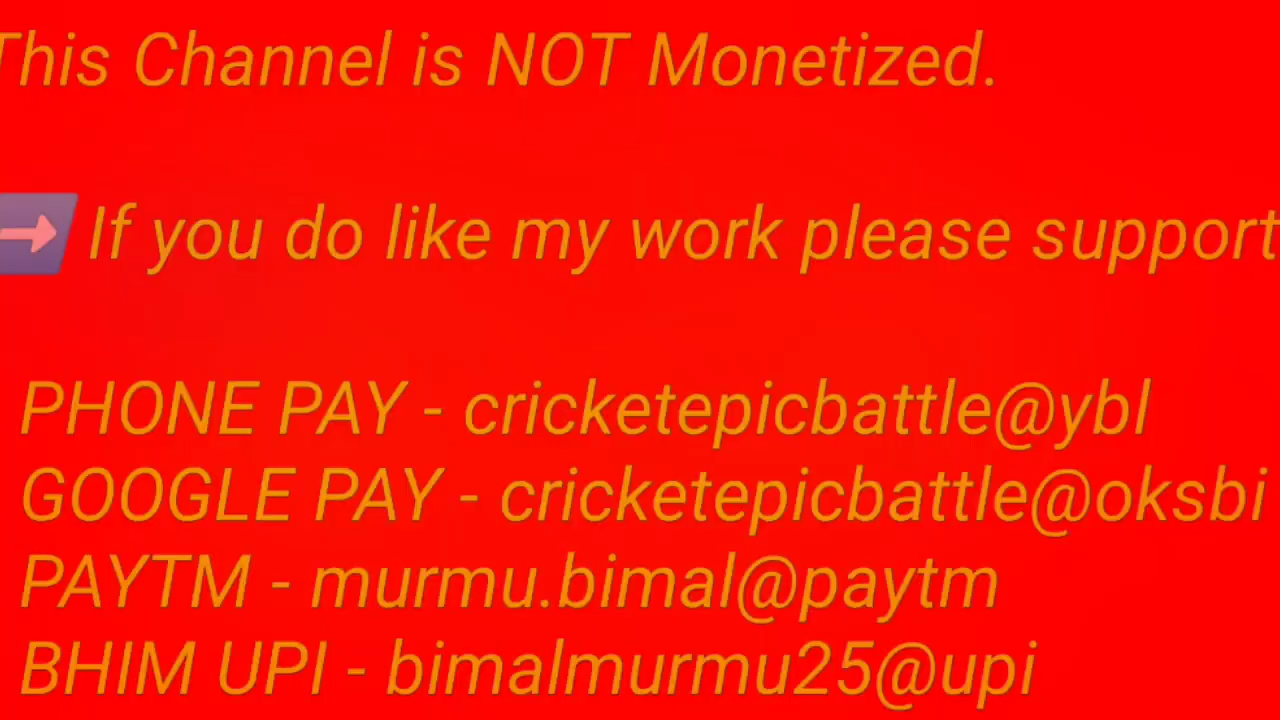 This Channel is NOT Monetized.
➡ If you do like my work please support
PHONE PAY - cricketepicbattle@ybl
GOOGLE PAY - cricketepicbattle@oksbi
PAYTM - murmu.bimal@paytm
BHIM UPI - bimalmurmu25@upi